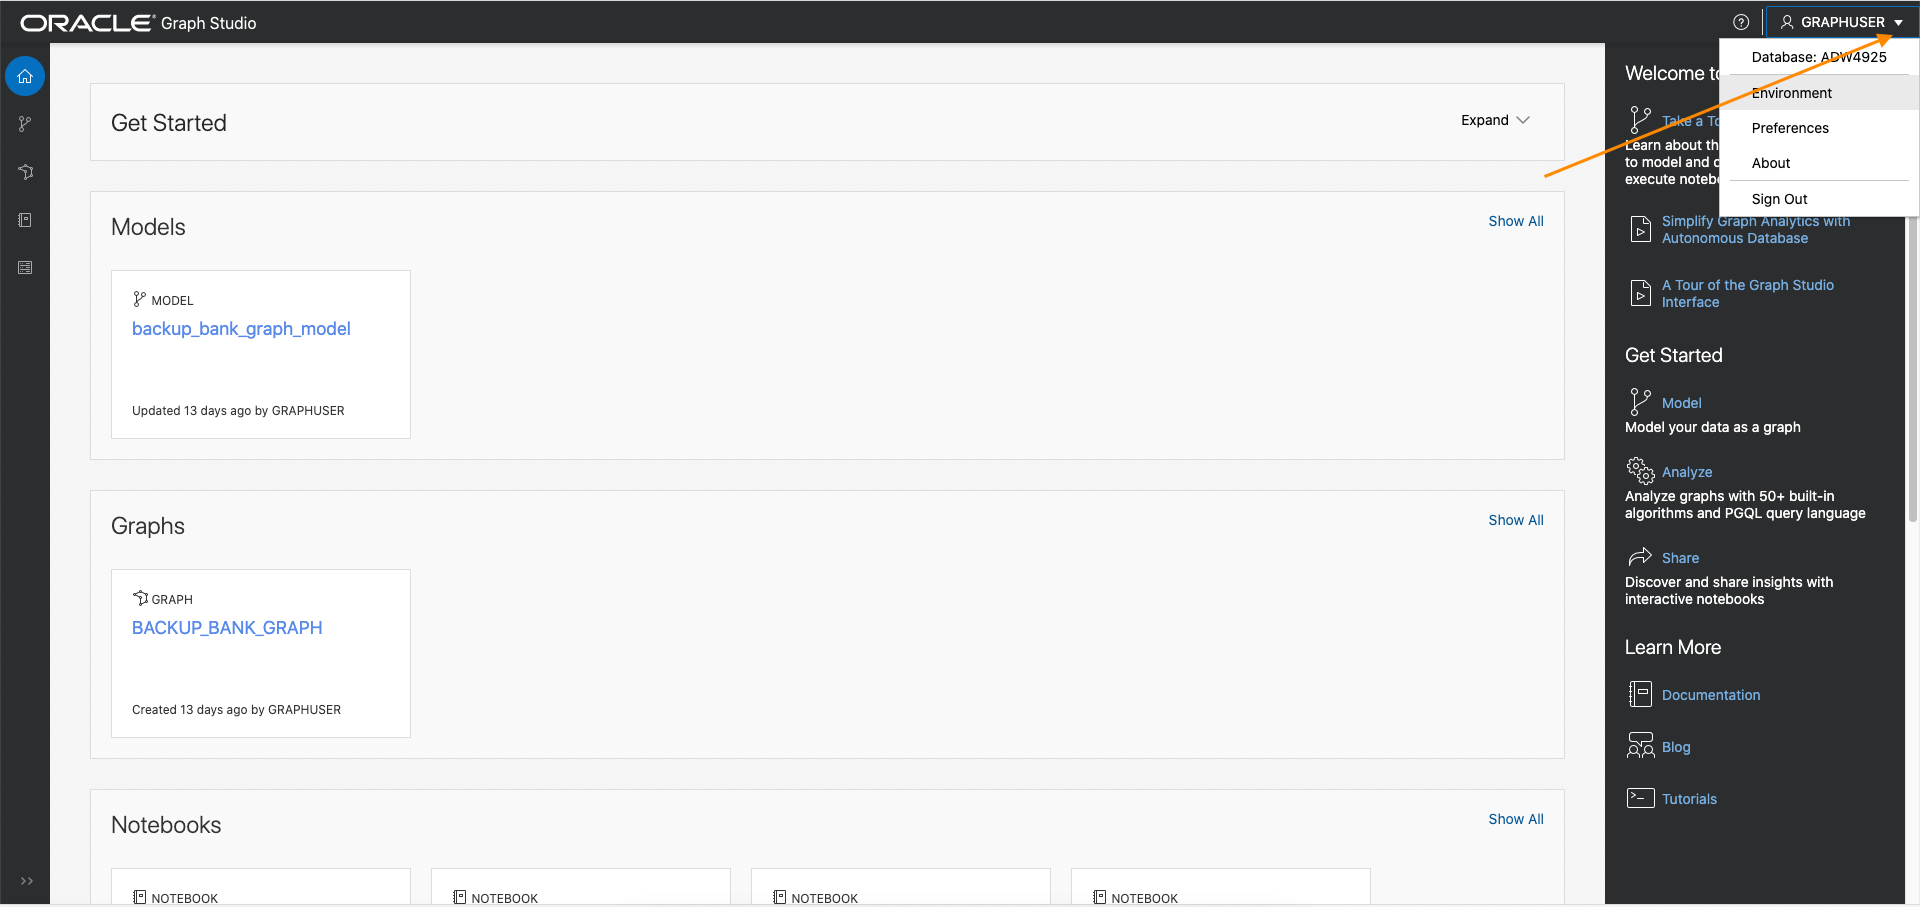 ORACLE® Graph Studio
GRAPHUSER
Database: ADW4925
Environment
Preferences
About
Sign Out
Get Started
Expand
Models
Show All
MODEL
backup_bank_graph_model
Updated 13 days ago by GRAPHUSER
Graphs
Show All
GRAPH
BACKUP_BANK_GRAPH
Created 13 days ago by GRAPHUSER
Notebooks
Show All
NOTEBOOK
NOTEBOOK
NOTEBOOK
NOTEBOOK
Welcome to
Take a To
Learn about th
to model and c
execute noteb
Simplify Graph Analytics with
Autonomous Database
A Tour of the Graph Studio
Interface
Get Started
Model
Model your data as a graph
Analyze
Analyze graphs with 50+ built-in
algorithms and PGQL query language
Share
Discover and share insights with
interactive notebooks
Learn More
Documentation
Blog
Tutorials